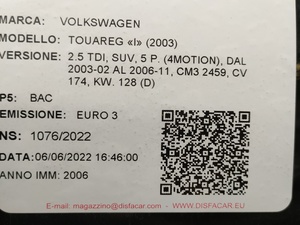 MARCA: VOLKSWAGEN
MODELLO: TOUAREG «I» (2003)
VERSIONE: 2.5 TDI, SUV, 5 P. (4MOTION), DAL
2003-02 AL 2006-11, CM3 2459, CV
174, KW. 128 (D)
P5: BAC
EMISSIONE: EURO 3
NS: 1076/2022
DATA: 06/06/2022 16:46:00
ANNO IMM: 2006
E-mail: magazzino@disfacar.com - www.DISFACAR.EU